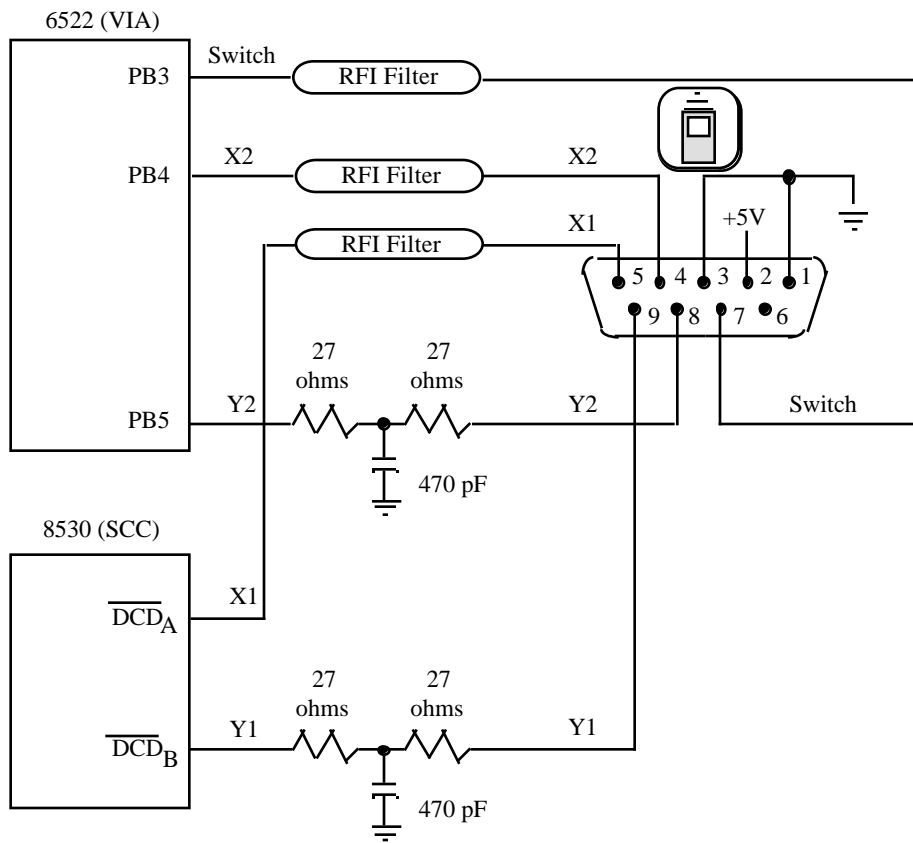 6522 (VIA)
Switch
PB3
RFI Filter
X2
X2
PB4
RFI Filter
+5V
X1
RFI Filter
5 4 3 2 1
9 8 7 6
27
ohms
27
ohms
Y2
Y2
Switch
PB5
470 pF
8530 (SCC)
X1
DCDA
27
ohms
27
ohms
Y1
Y1
DCDB
470 pF